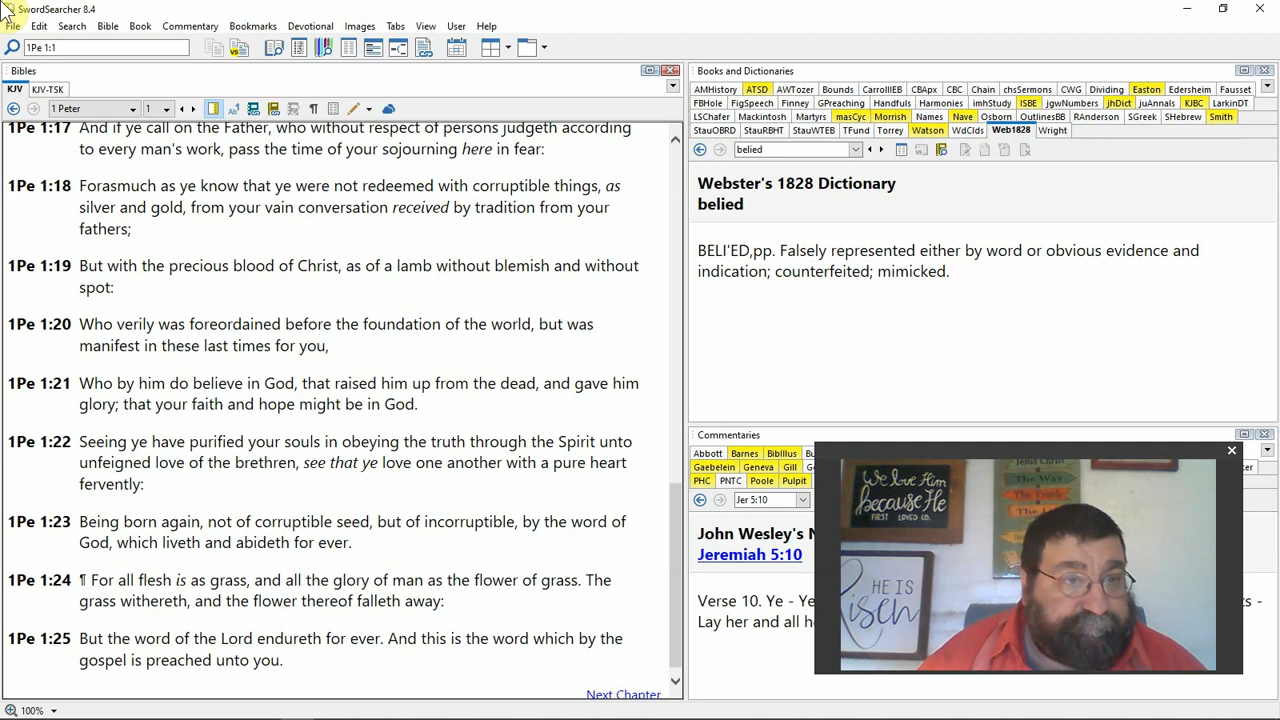 SwordSearcher 8.4
File Edit Search Bible Book Commentary Bookmarks Devotional Images Tabs View User Help
1Pe 1:1
Bibles
KJV KJV-TSK
1 Peter 1
1Pe 1:17 And if ye call on the Father, who without respect of persons judgeth according
to every man's work, pass the time of your sojourning here in fear:
1Pe 1:18 Forasmuch as ye know that ye were not redeemed with corruptible things, as
silver and gold, from your vain conversation received by tradition from your
fathers;
1Pe 1:19 But with the precious blood of Christ, as of a lamb without blemish and without
spot:
1Pe 1:20 Who verily was foreordained before the foundation of the world, but was
manifest in these last times for you,
1Pe 1:21 Who by him do believe in God, that raised him up from the dead, and gave him
glory; that your faith and hope might be in God.
1Pe 1:22 Seeing ye have purified your souls in obeying the truth through the Spirit unto
unfeigned love of the brethren, see that ye love one another with a pure heart
fervently:
1Pe 1:23 Being born again, not of corruptible seed, but of incorruptible, by the word of
God, which liveth and abideth for ever.
1Pe 1:24 ¶ For all flesh is as grass, and all the glory of man as the flower of grass. The
grass withereth, and the flower thereof falleth away:
1Pe 1:25 But the word of the Lord endureth for ever. And this is the word which by the
gospel is preached unto you.
Next Chapter
100%
Books and Dictionaries
AMHistory ATSD AWTozer Bounds CarrollIEB CBApx CBC Chain chsSermons CWG Dividing Easton Edersheim Fausset
FBHole FigSpeech Finney GPreaching Handfuls Harmonies imhStudy ISBE jgwNumbers jhDict juAnnals KJBC LarkinDT
LSChafer Mackintosh Martyrs masCyc Morrish Names Nave Osborn OutlinesBB RAnderson SGreek SHebrew Smith
StauOBRD StauRBHT StauWTEB TFund Torrey Watson WdClds Web1828 Wright
belied
Webster's 1828 Dictionary
belied
BELI'ED,pp. Falsely represented either by word or obvious evidence and
indication; counterfeited; mimicked.
Commentaries
Abbott Barnes BibIllus
Gaebelein Geneva Gill
PHC PNTC Poole Pulpit
Jer 5:10
John Wesley's
Jeremiah 5:10
Verse 10. Ye -
Lay her and all
We love Him
because He
FIRST LOVED US.
HE IS
Risen
Jesus Christ
The Way
The Truth